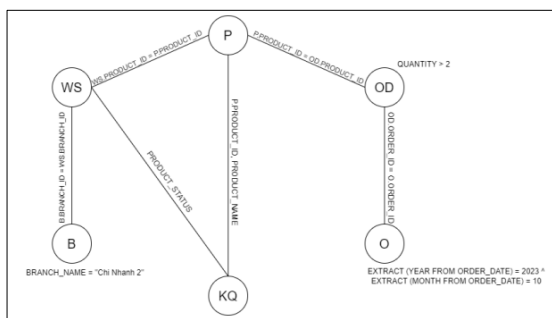 P
WS.PRODUCT_ID = P.PRODUCT_ID
P.PRODUCT_ID = OD.PRODUCT_ID
QUANTITY > 2
WS
OD
B.BRANCH_ID = WS.BRANCH_ID
PRODUCT_STATUS
P.PRODUCT_ID, PRODUCT_NAME
OD.ORDER_ID = O.ORDER_ID
B
O
BRANCH_NAME = "Chi Nhanh 2"
EXTRACT (YEAR FROM ORDER_DATE) = 2023 ^
EXTRACT (MONTH FROM ORDER_DATE) = 10
KQ